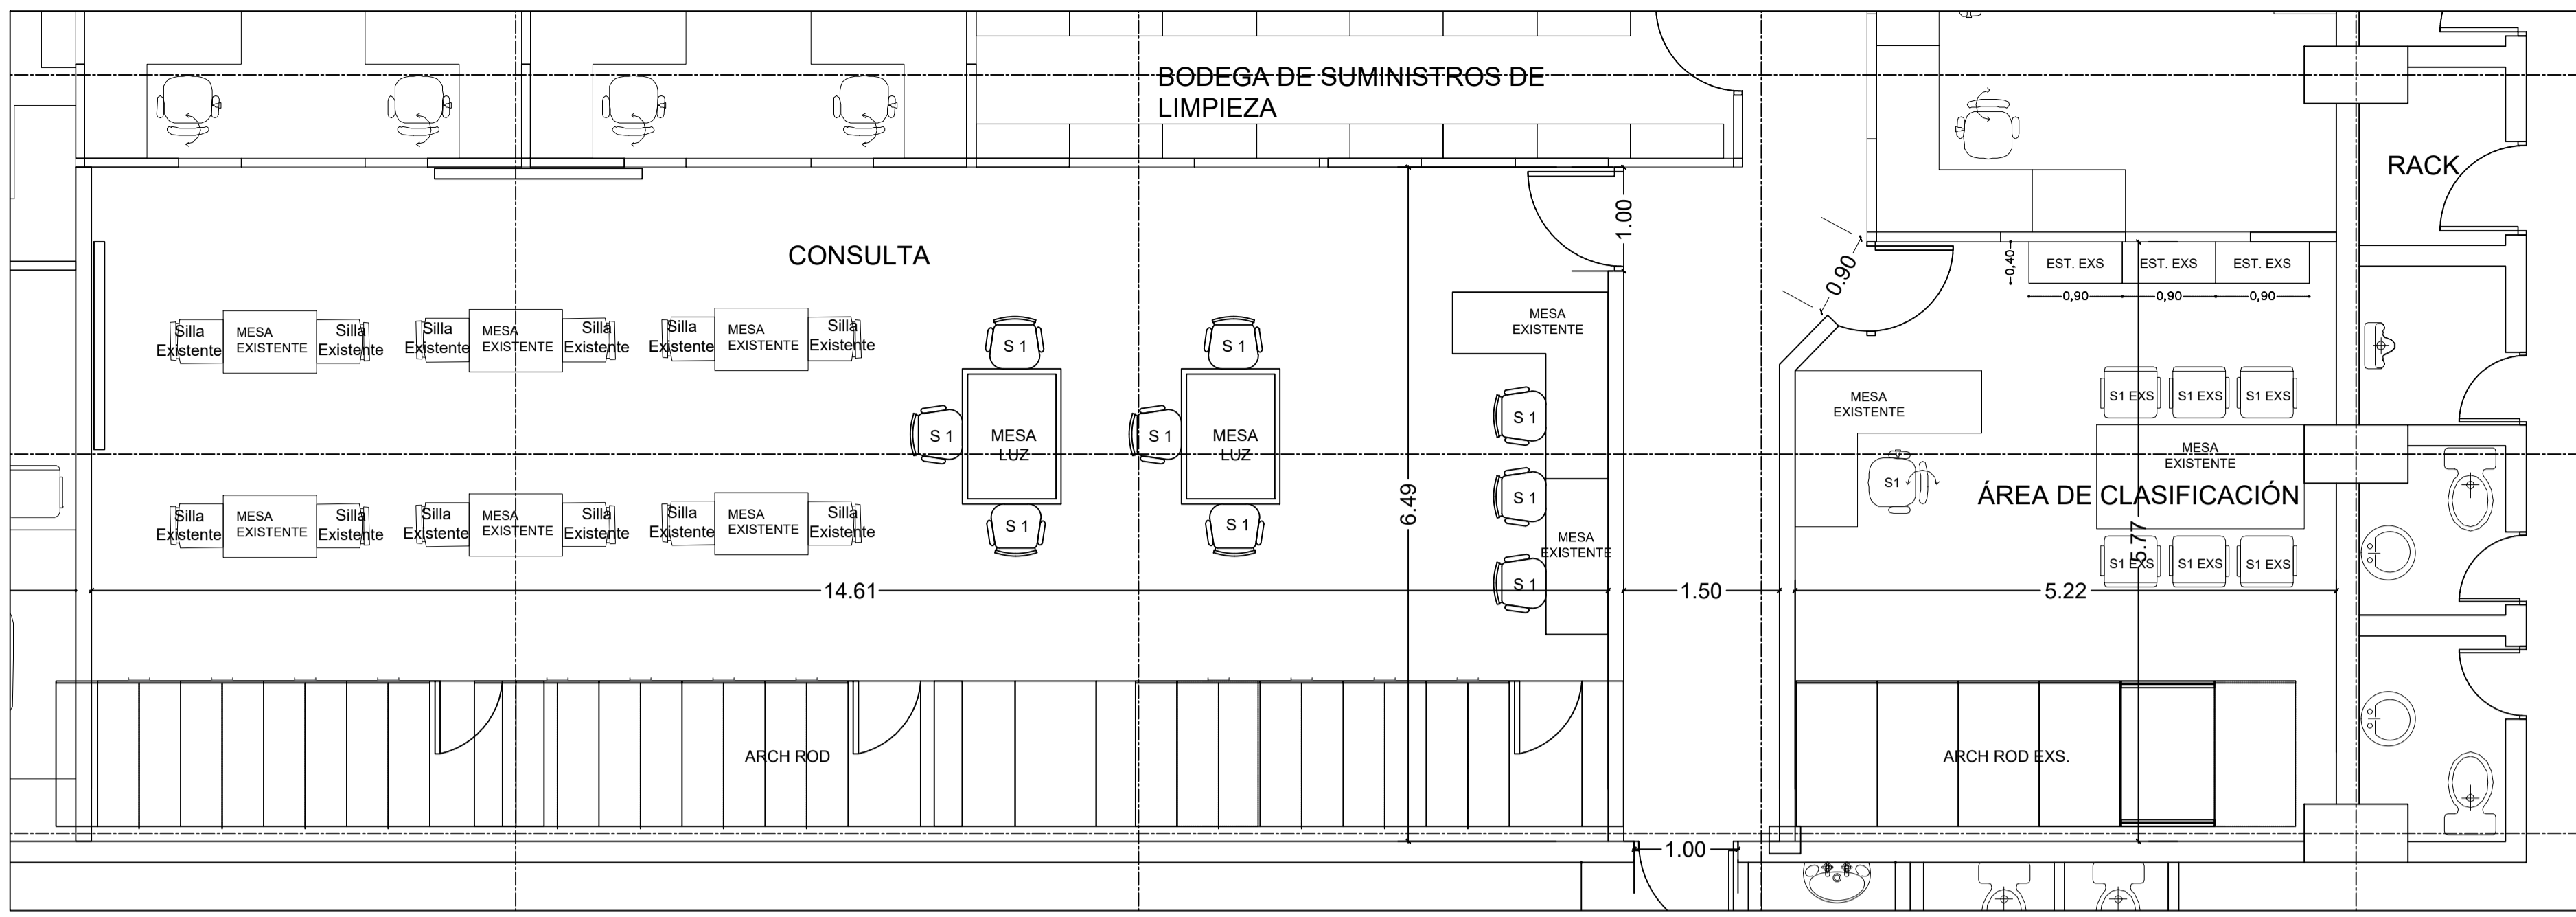 BODEGA DE SUMINISTROS DE
LIMPIEZA
RACK
CONSULTA
1.00
0.90
0,40
EST. EXS
EST. EXS
EST. EXS
0,90
0,90
0,90
Silla
Existente
MESA
EXISTENTE
Silla
Existente
Silla
Existente
MESA
EXISTENTE
Silla
Existente
Silla
Existente
MESA
EXISTENTE
Silla
Existente
S 1
S 1
MESA
LUZ
S 1
S 1
S 1
MESA
LUZ
S 1
MESA
EXISTENTE
S 1
S 1
S 1
MESA
EXISTENTE
6.49
MESA
EXISTENTE
S1
S1 EXS
S1 EXS
S1 EXS
MESA
EXISTENTE
ÁREA DE CLASIFICACIÓN
S1 EXS
S1 EXS
S1 EXS
5.77
Silla
Existente
MESA
EXISTENTE
Silla
Existente
Silla
Existente
MESA
EXISTENTE
Silla
Existente
Silla
Existente
MESA
EXISTENTE
Silla
Existente
14.61
1.50
5.22
ARCH ROD
ARCH ROD EXS.
1.00